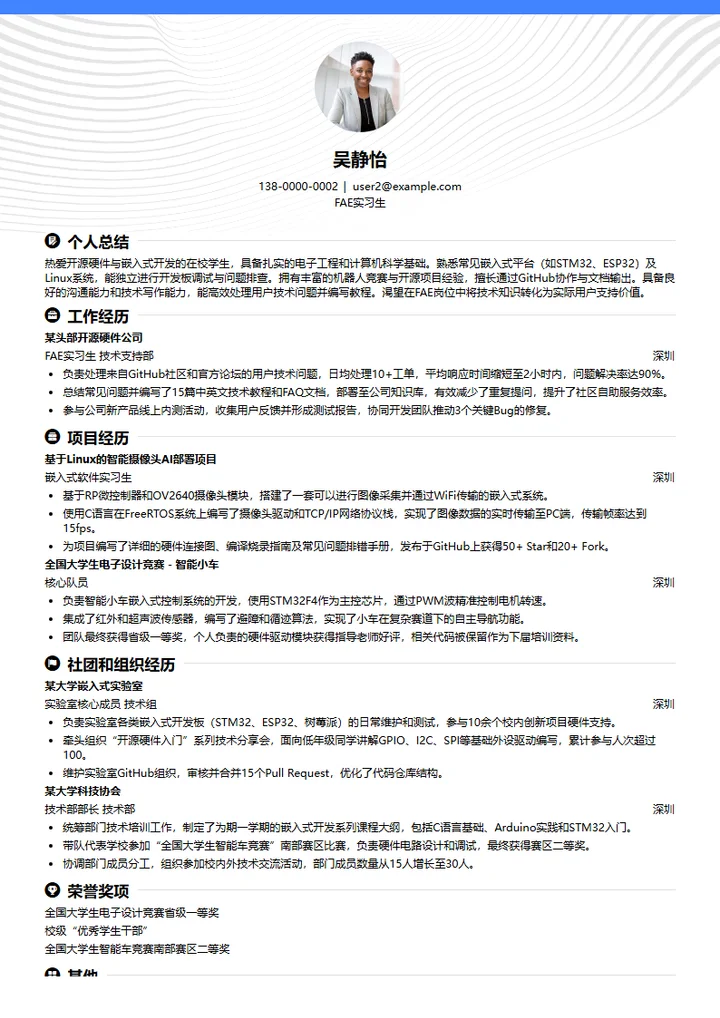 吴静怡
138-0000-0002 | user2@example.com
FAE实习生
个人总结
热爱开源硬件与嵌入式开发的在校学生，具备扎实的电子工程和计算机科学基础。熟悉常见嵌入式平台（如STM32、ESP32）及
Linux系统，能独立进行开发板调试与问题排查。拥有丰富的机器人竞赛与开源项目经验，擅长通过GitHub协作与文档输出。具备良
好的沟通能力和技术写作能力，能高效处理用户技术问题并编写教程。渴望在FAE岗位中将技术知识转化为实际用户支持价值。
工作经历
某头部开源硬件公司
FAE实习生 技术支持部 深圳
• 负责处理来自GitHub社区和官方论坛的用户技术问题，日均处理10+工单，平均响应时间缩短至2小时内，问题解决率达90%。
• 总结常见问题并编写了15篇中英文技术教程和FAQ文档，部署至公司知识库，有效减少了重复提问，提升了社区自助服务效率。
• 参与公司新产品线上内测活动，收集用户反馈并形成测试报告，协同开发团队推动3个关键Bug的修复。
项目经历
基于Linux的智能摄像头AI部署项目
嵌入式软件实习生 深圳
• 基于RP微控制器和OV2640摄像头模块，搭建了一套可以进行图像采集并通过WiFi传输的嵌入式系统。
• 使用C语言在FreeRTOS系统上编写了摄像头驱动和TCP/IP网络协议栈，实现了图像数据的实时传输至PC端，传输帧率达到
15fps。
• 为项目编写了详细的硬件连接图、编译烧录指南及常见问题排错手册，发布于GitHub上获得50+ Star和20+ Fork。
全国大学生电子设计竞赛 - 智能小车
核心队员 深圳
• 负责智能小车嵌入式控制系统的开发，使用STM32F4作为主控芯片，通过PWM波精准控制电机转速。
• 集成了红外和超声波传感器，编写了避障和循迹算法，实现了小车在复杂赛道下的自主导航功能。
• 团队最终获得省级一等奖，个人负责的硬件驱动模块获得指导老师好评，相关代码被保留作为下届培训资料。
社团和组织经历
某大学嵌入式实验室
实验室核心成员 技术组 深圳
• 负责实验室各类嵌入式开发板（STM32、ESP32、树莓派）的日常维护和测试，参与10余个校内创新项目硬件支持。
• 牵头组织“开源硬件入门”系列技术分享会，面向低年级同学讲解GPIO、I2C、SPI等基础外设驱动编写，累计参与人次超过
100。
• 维护实验室GitHub组织，审核并合并15个Pull Request，优化了代码仓库结构。
某大学科技协会
技术部部长 技术部 深圳
• 统筹部门技术培训工作，制定了为期一学期的嵌入式开发系列课程大纲，包括C语言基础、Arduino实践和STM32入门。
• 带队代表学校参加“全国大学生智能车竞赛”南部赛区比赛，负责硬件电路设计和调试，最终获得赛区二等奖。
• 协调部门成员分工，组织参加校内外技术交流活动，部门成员数量从15人增长至30人。
荣誉奖项
全国大学生电子设计竞赛省级一等奖
校级“优秀学生干部”
全国大学生智能车竞赛南部赛区二等奖
其他